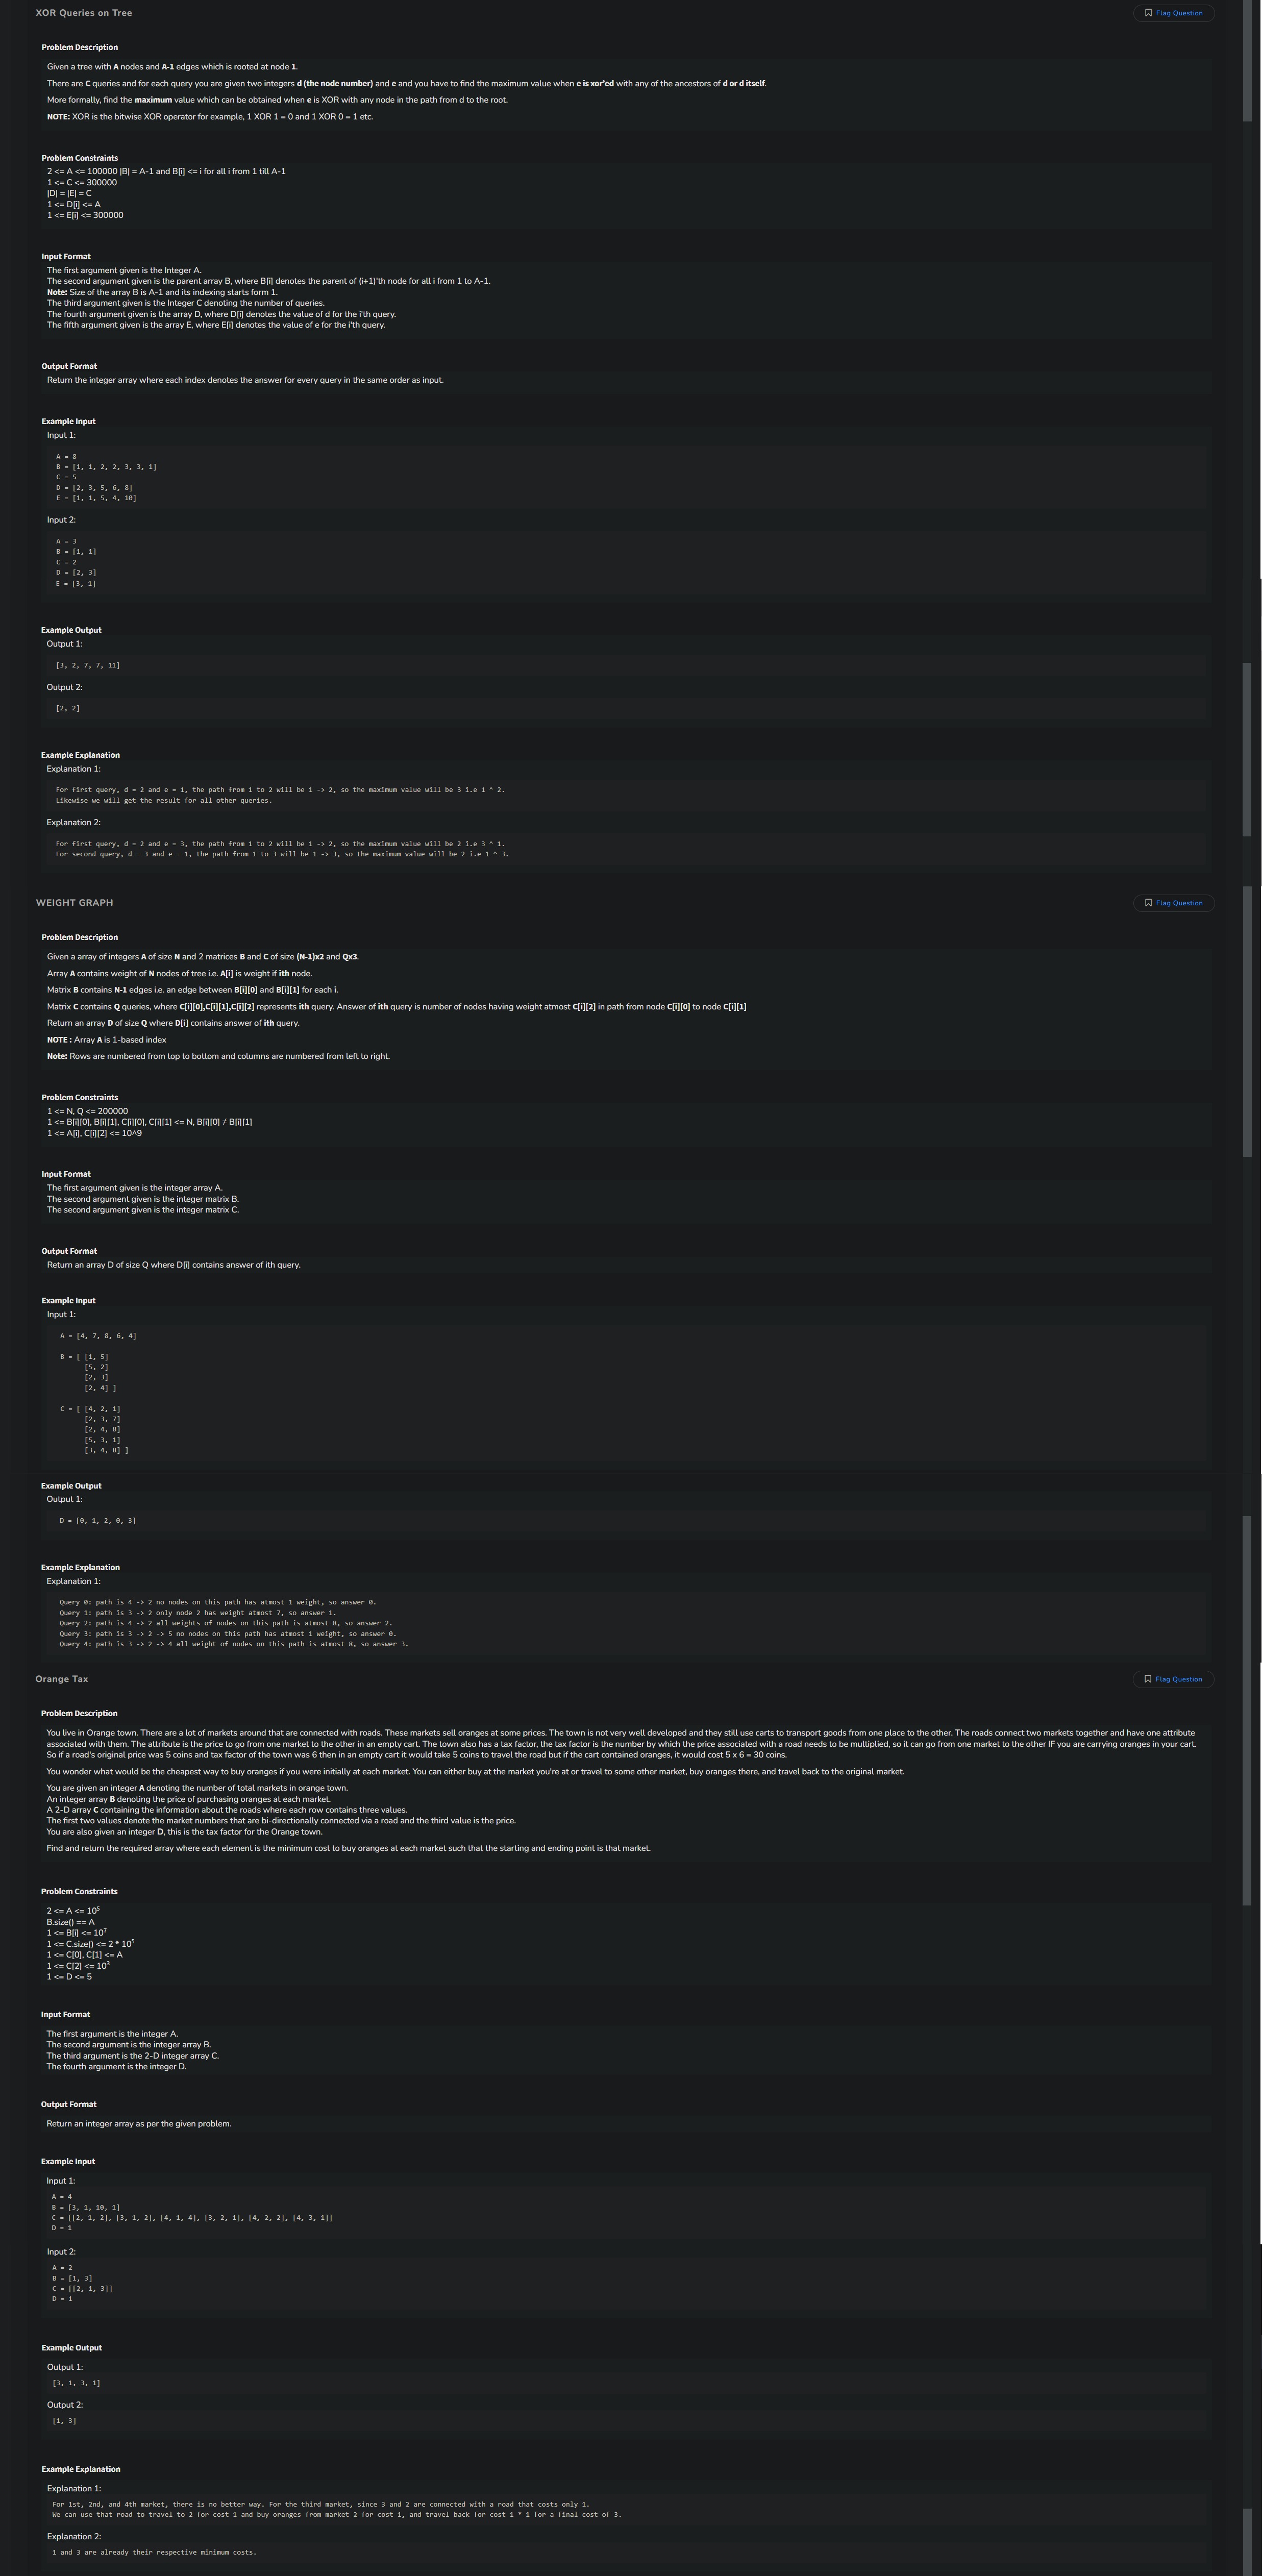 XOR Queries on Tree
Flag Question
Problem Description
Given a tree with A nodes and A-1 edges which is rooted at node 1.
There are C queries and for each query you are given two integers d (the node number) and e and you have to find the maximum value when e is xor'ed with any of the ancestors of d or d itself.
More formally, find the maximum value which can be obtained when e is XOR with any node in the path from d to the root.
NOTE: XOR is the bitwise XOR operator for example, 1 XOR 1 = 0 and 1 XOR 0 = 1 etc.
Problem Constraints
2 <= A <= 100000 |B| = A-1 and B[i] <= i for all i from 1 till A-1
1 <= C <= 300000
|D| = |E| = C
1 <= D[i] <= A
1 <= E[i] <= 300000
Input Format
The first argument given is the Integer A.
The second argument given is the parent array B, where B[i] denotes the parent of (i+1)'th node for all i from 1 to A-1.
Note: Size of the array B is A-1 and its indexing starts form 1.
The third argument given is the Integer C denoting the number of queries.
The fourth argument given is the array D, where D[i] denotes the value of d for the i'th query.
The fifth argument given is the array E, where E[i] denotes the value of e for the i'th query.
Output Format
Return the integer array where each index denotes the answer for every query in the same order as input.
Example Input
Input 1:
A = 8
B = [1, 1, 2, 2, 3, 3, 1]
C = 5
D = [2, 3, 5, 6, 8]
E = [1, 1, 5, 4, 10]
Input 2:
A = 3
B = [1, 1]
C = 2
D = [2, 3]
E = [3, 1]
Example Output
Output 1:
[3, 2, 7, 7, 11]
Output 2:
[2, 2]
Example Explanation
Explanation 1:
For first query, d = 2 and e = 1, the path from 1 to 2 will be 1 -> 2, so the maximum value will be 3 i.e 1 ^ 2.
Likewise we will get the result for all other queries.
Explanation 2:
For first query, d = 2 and e = 3, the path from 1 to 2 will be 1 -> 2, so the maximum value will be 2 i.e 3 ^ 1.
For second query, d = 3 and e = 1, the path from 1 to 3 will be 1 -> 3, so the maximum value will be 2 i.e 1 ^ 3.
WEIGHT GRAPH
Flag Question
Problem Description
Given a array of integers A of size N and 2 matrices B and C of size (N-1)x2 and Qx3.
Array A contains weight of N nodes of tree i.e. A[i] is weight if ith node.
Matrix B contains N-1 edges i.e. an edge between B[i][0] and B[i][1] for each i.
Matrix C contains Q queries, where C[i][0],C[i][1],C[i][2] represents ith query. Answer of ith query is number of nodes having weight atmost C[i][2] in path from node C[i][0] to node C[i][1]
Return an array D of size Q where D[i] contains answer of ith query.
NOTE : Array A is 1-based index
Note: Rows are numbered from top to bottom and columns are numbered from left to right.
Problem Constraints
1 <= N, Q <= 200000
1 <= B[i][0], B[i][1], C[i][0], C[i][1] <= N, B[i][0] ≠ B[i][1]
1 <= A[i], C[i][2] <= 10^9
Input Format
The first argument given is the integer array A.
The second argument given is the integer matrix B.
The second argument given is the integer matrix C.
Output Format
Return an array D of size Q where D[i] contains answer of ith query.
Example Input
Input 1:
A = [4, 7, 8, 6, 4]
B = [ [1, 5]
[5, 2]
[2, 3]
[2, 4] ]
C = [ [4, 2, 1]
[2, 3, 7]
[2, 4, 8]
[5, 3, 1]
[3, 4, 8] ]
Example Output
Output 1:
D = [0, 1, 2, 0, 3]
Example Explanation
Explanation 1:
Query 0: path is 4 -> 2 no nodes on this path has atmost 1 weight, so answer 0.
Query 1: path is 3 -> 2 only node 2 has weight atmost 7, so answer 1.
Query 2: path is 4 -> 2 all weights of nodes on this path is atmost 8, so answer 2.
Query 3: path is 3 -> 2 -> 5 no nodes on this path has atmost 1 weight, so answer 0.
Query 4: path is 3 -> 2 -> 4 all weight of nodes on this path is atmost 8, so answer 3.
Orange Tax
Flag Question
Problem Description
You live in Orange town. There are a lot of markets around that are connected with roads. These markets sell oranges at some prices. The town is not very well developed and they still use carts to transport goods from one place to the other. The roads connect two markets together and have one attribute
associated with them. The attribute is the price to go from one market to the other in an empty cart. The town also has a tax factor, the tax factor is the number by which the price associated with a road needs to be multiplied, so it can go from one market to the other IF you are carrying oranges in your cart.
So if a road's original price was 5 coins and tax factor of the town was 6 then in an empty cart it would take 5 coins to travel the road but if the cart contained oranges, it would cost 5 x 6 = 30 coins.
You wonder what would be the cheapest way to buy oranges if you were initially at each market. You can either buy at the market you're at or travel to some other market, buy oranges there, and travel back to the original market.
You are given an integer A denoting the number of total markets in orange town.
An integer array B denoting the price of purchasing oranges at each market.
A 2-D array C containing the information about the roads where each row contains three values.
The first two values denote the market numbers that are bi-directionally connected via a road and the third value is the price.
You are also given an integer D, this is the tax factor for the Orange town.
Find and return the required array where each element is the minimum cost to buy oranges at each market such that the starting and ending point is that market.
Problem Constraints
2 <= A <= 10⁵
B.size() == A
1 <= B[i] <= 10⁷
1 <= C.size() <= 2 * 10⁵
1 <= C[0], C[1] <= A
1 <= C[2] <= 10³
1 <= D <= 5
Input Format
The first argument is the integer A.
The second argument is the integer array B.
The third argument is the 2-D integer array C.
The fourth argument is the integer D.
Output Format
Return an integer array as per the given problem.
Example Input
Input 1:
A = 4
B = [3, 1, 10, 1]
C = [[2, 1, 2], [3, 1, 2], [4, 1, 4], [3, 2, 1], [4, 2, 2], [4, 3, 1]]
D = 1
Input 2:
A = 2
B = [1, 3]
C = [[2, 1, 3]]
D = 1
Example Output
Output 1:
[3, 1, 3, 1]
Output 2:
[1, 3]
Example Explanation
Explanation 1:
For 1st, 2nd, and 4th market, there is no better way. For the third market, since 3 and 2 are connected with a road that costs only 1.
We can use that road to travel to 2 for cost 1 and buy oranges from market 2 for cost 1, and travel back for cost 1 * 1 for a final cost of 3.
Explanation 2:
1 and 3 are already their respective minimum costs.